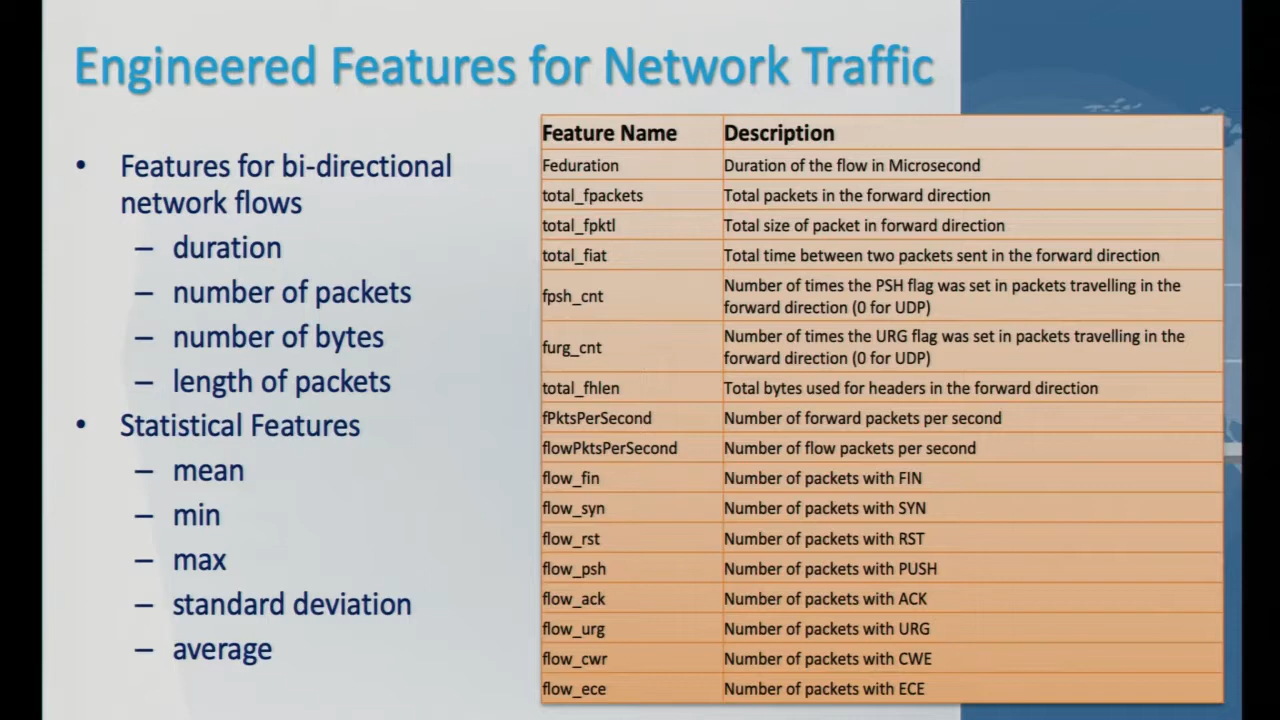 Engineered Features for Network Traffic
• Features for bi-directional
network flows
– duration
– number of packets
– number of bytes
– length of packets
• Statistical Features
– mean
– min
– max
– standard deviation
– average
Feature Name Description
Feduration Duration of the flow in Microsecond
total_fpackets Total packets in the forward direction
total_fpktl Total size of packet in forward direction
total_fiat Total time between two packets sent in the forward direction
fpsh_cnt Number of times the PSH flag was set in packets travelling in the
forward direction (0 for UDP)
furg_cnt Number of times the URG flag was set in packets travelling in the
forward direction (0 for UDP)
total_fhlen Total bytes used for headers in the forward direction
fPktsPerSecond Number of forward packets per second
flowPktsPerSecond Number of flow packets per second
flow_fin Number of packets with FIN
flow_syn Number of packets with SYN
flow_rst Number of packets with RST
flow_psh Number of packets with PUSH
flow_ack Number of packets with ACK
flow_urg Number of packets with URG
flow_cwr Number of packets with CWE
flow_ece Number of packets with ECE